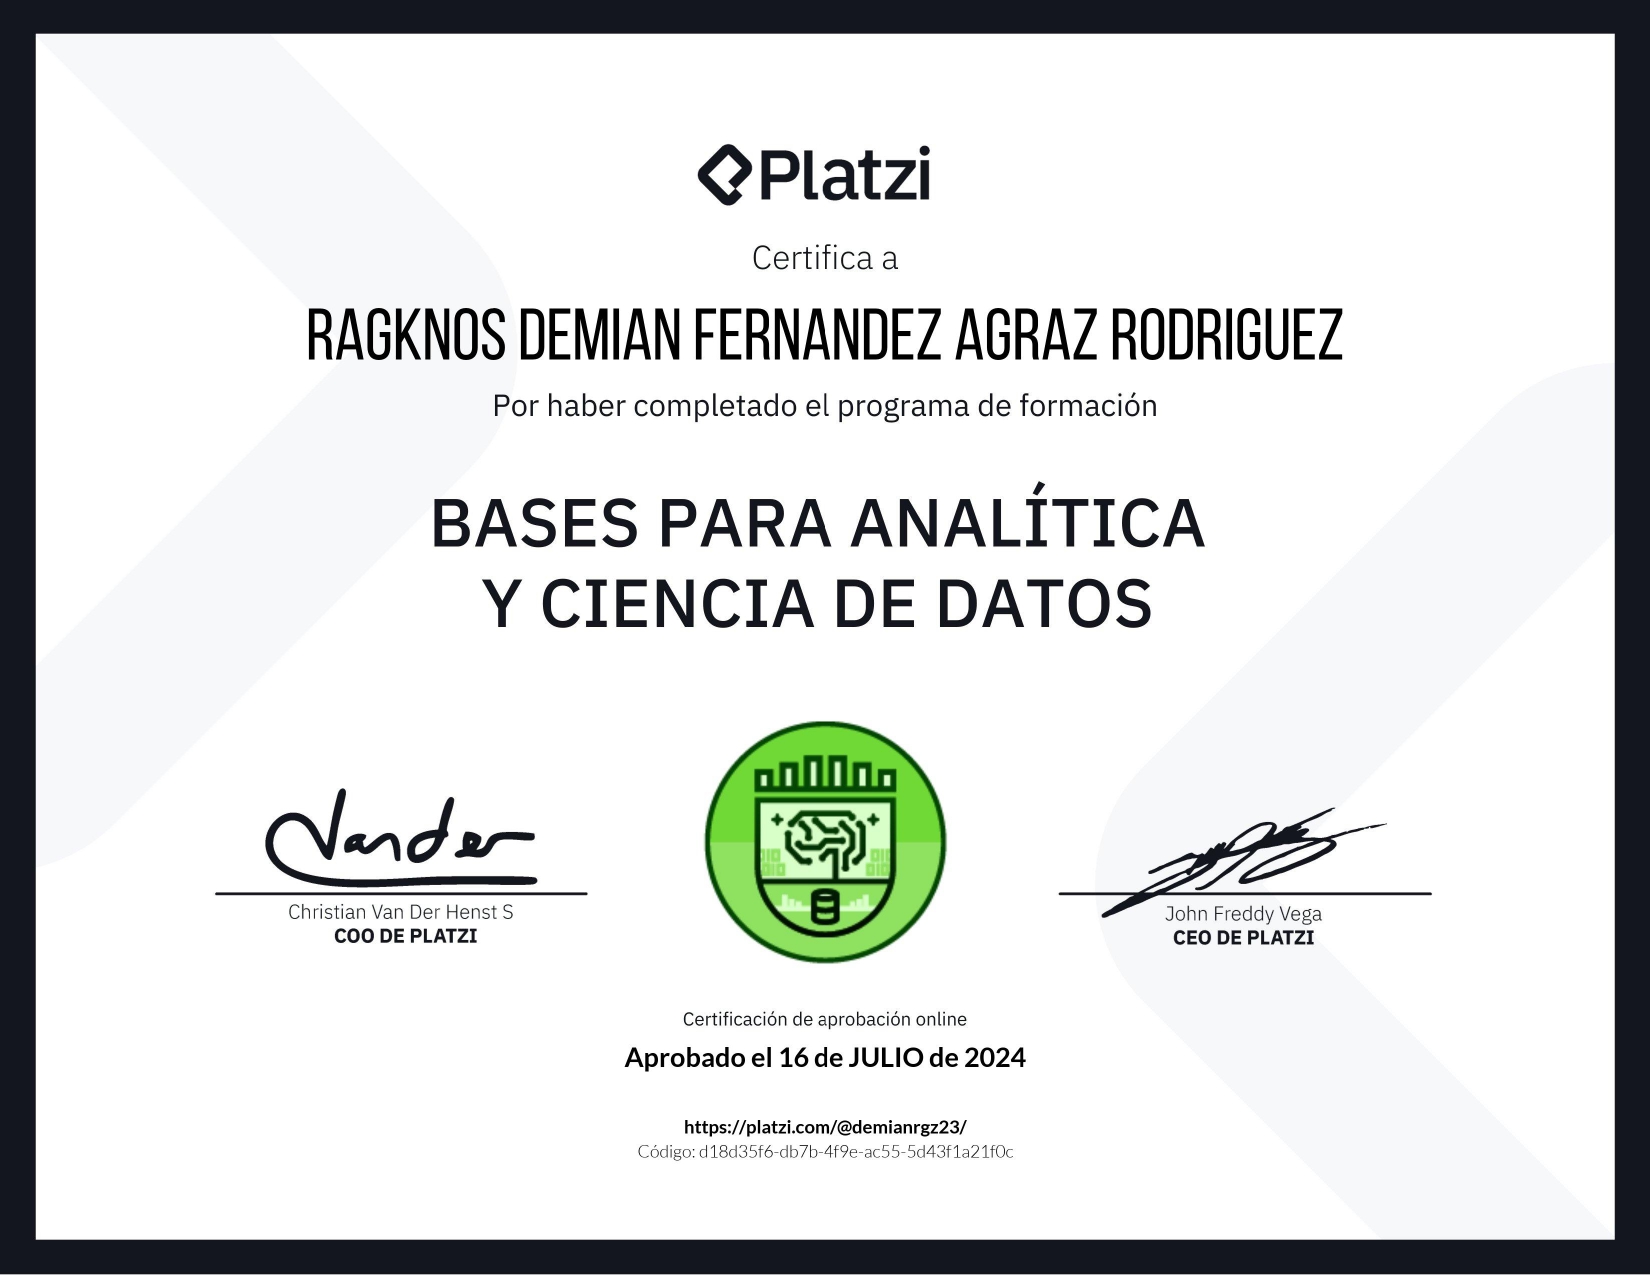 Platzi
Certifica a
RAGKNOS DEMIAN FERNANDEZ AGRAZ RODRIGUEZ
Por haber completado el programa de formación
BASES PARA ANALÍTICA
Y CIENCIA DE DATOS
Vander
Christian Van Der Henst S
COO DE PLATZI
John Freddy Vega
CEO DE PLATZI
Certificación de aprobación online
Aprobado el 16 de JULIO de 2024
https://platzi.com/@demianrgz23/
Código: d18d35f6-db7b-4f9e-ac55-5d43f1a21f0c